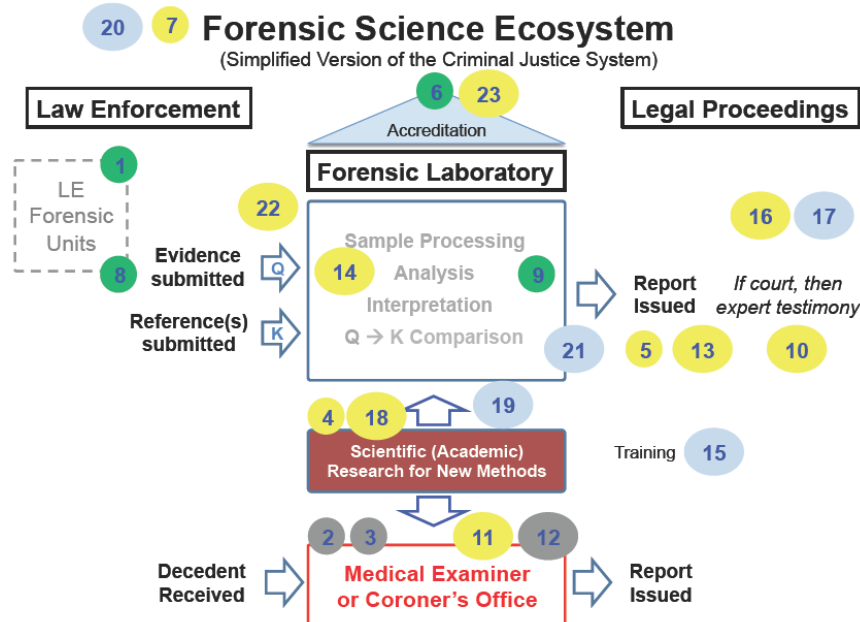 20 7 Forensic Science Ecosystem
(Simplified Version of the Criminal Justice System)
Law Enforcement
6 23
Accreditation
Legal Proceedings
Forensic Laboratory
1
LE
Forensic
Units
8
22
Evidence
submitted
Q
Reference(s)
submitted
K
Sample Processing
14 Analysis 9
Interpretation
Q → K Comparison
21
16 17
Report
Issued
If court, then
expert testimony
5 13 10
4 18 19
Scientific (Academic)
Research for New Methods
Training 15
2 3 11 12
Decedent
Received
Medical Examiner
or Coroner's Office
Report
Issued